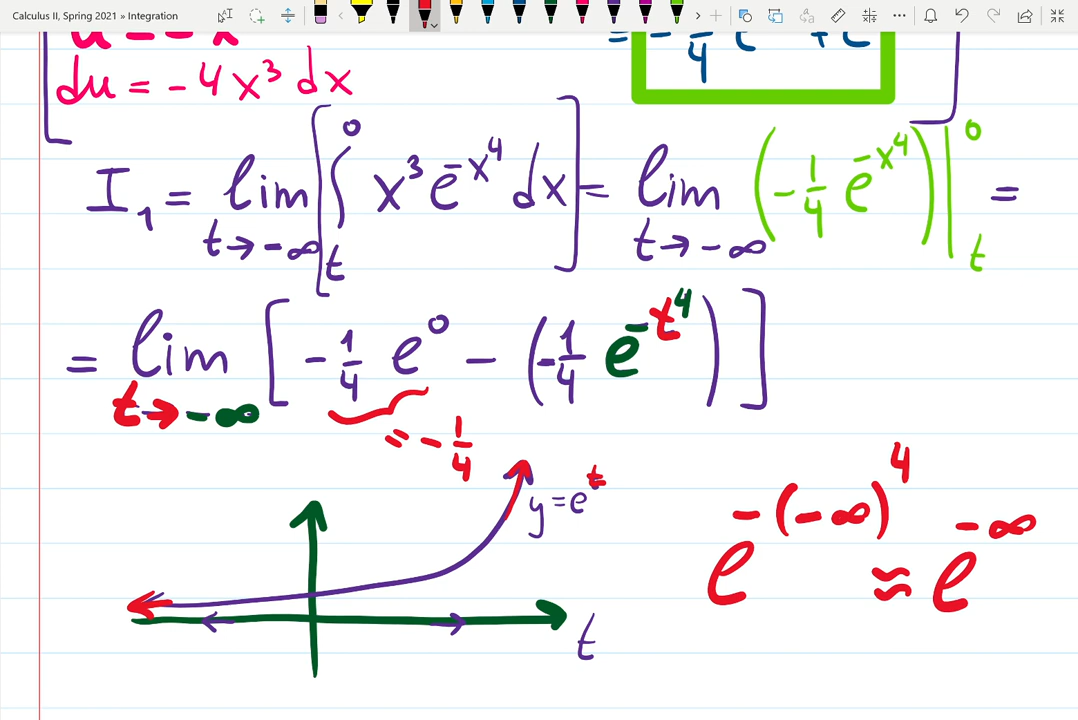 Calculus II, Spring 2021 » Integration
du = -4x³ dx
I₁ = lim t→-∞ [∫ₜ⁰ x³ e^(-x⁴) dx] = lim t→-∞ (-1/4 e^(-x⁴)) |ₜ⁰ =
= lim t→-∞ [-1/4 e⁰ - (-1/4 e^(-t⁴))]
= -1/4
y = e^t
e^(-(-∞)⁴) ≈ e^(-∞)
t